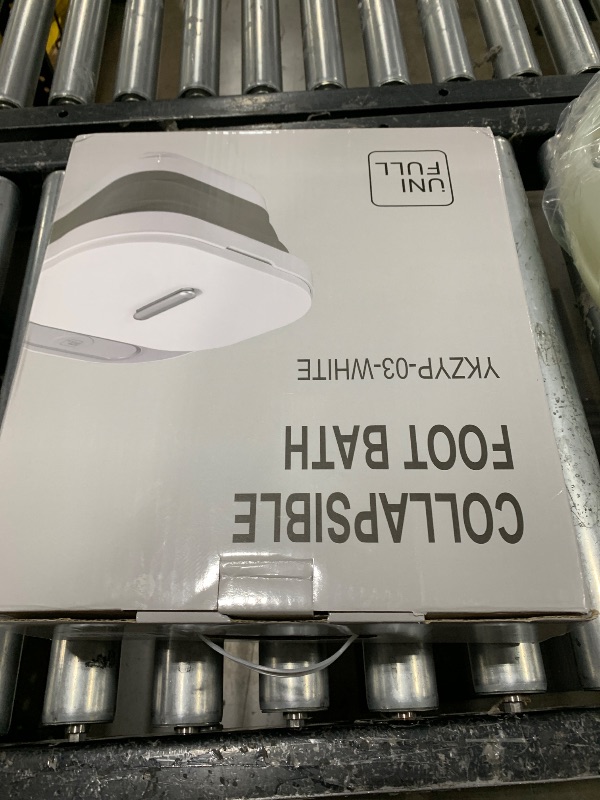 COLLAPSIBLE
FOOT BATH
YKZYP-03-WHITE
UNI
FULL